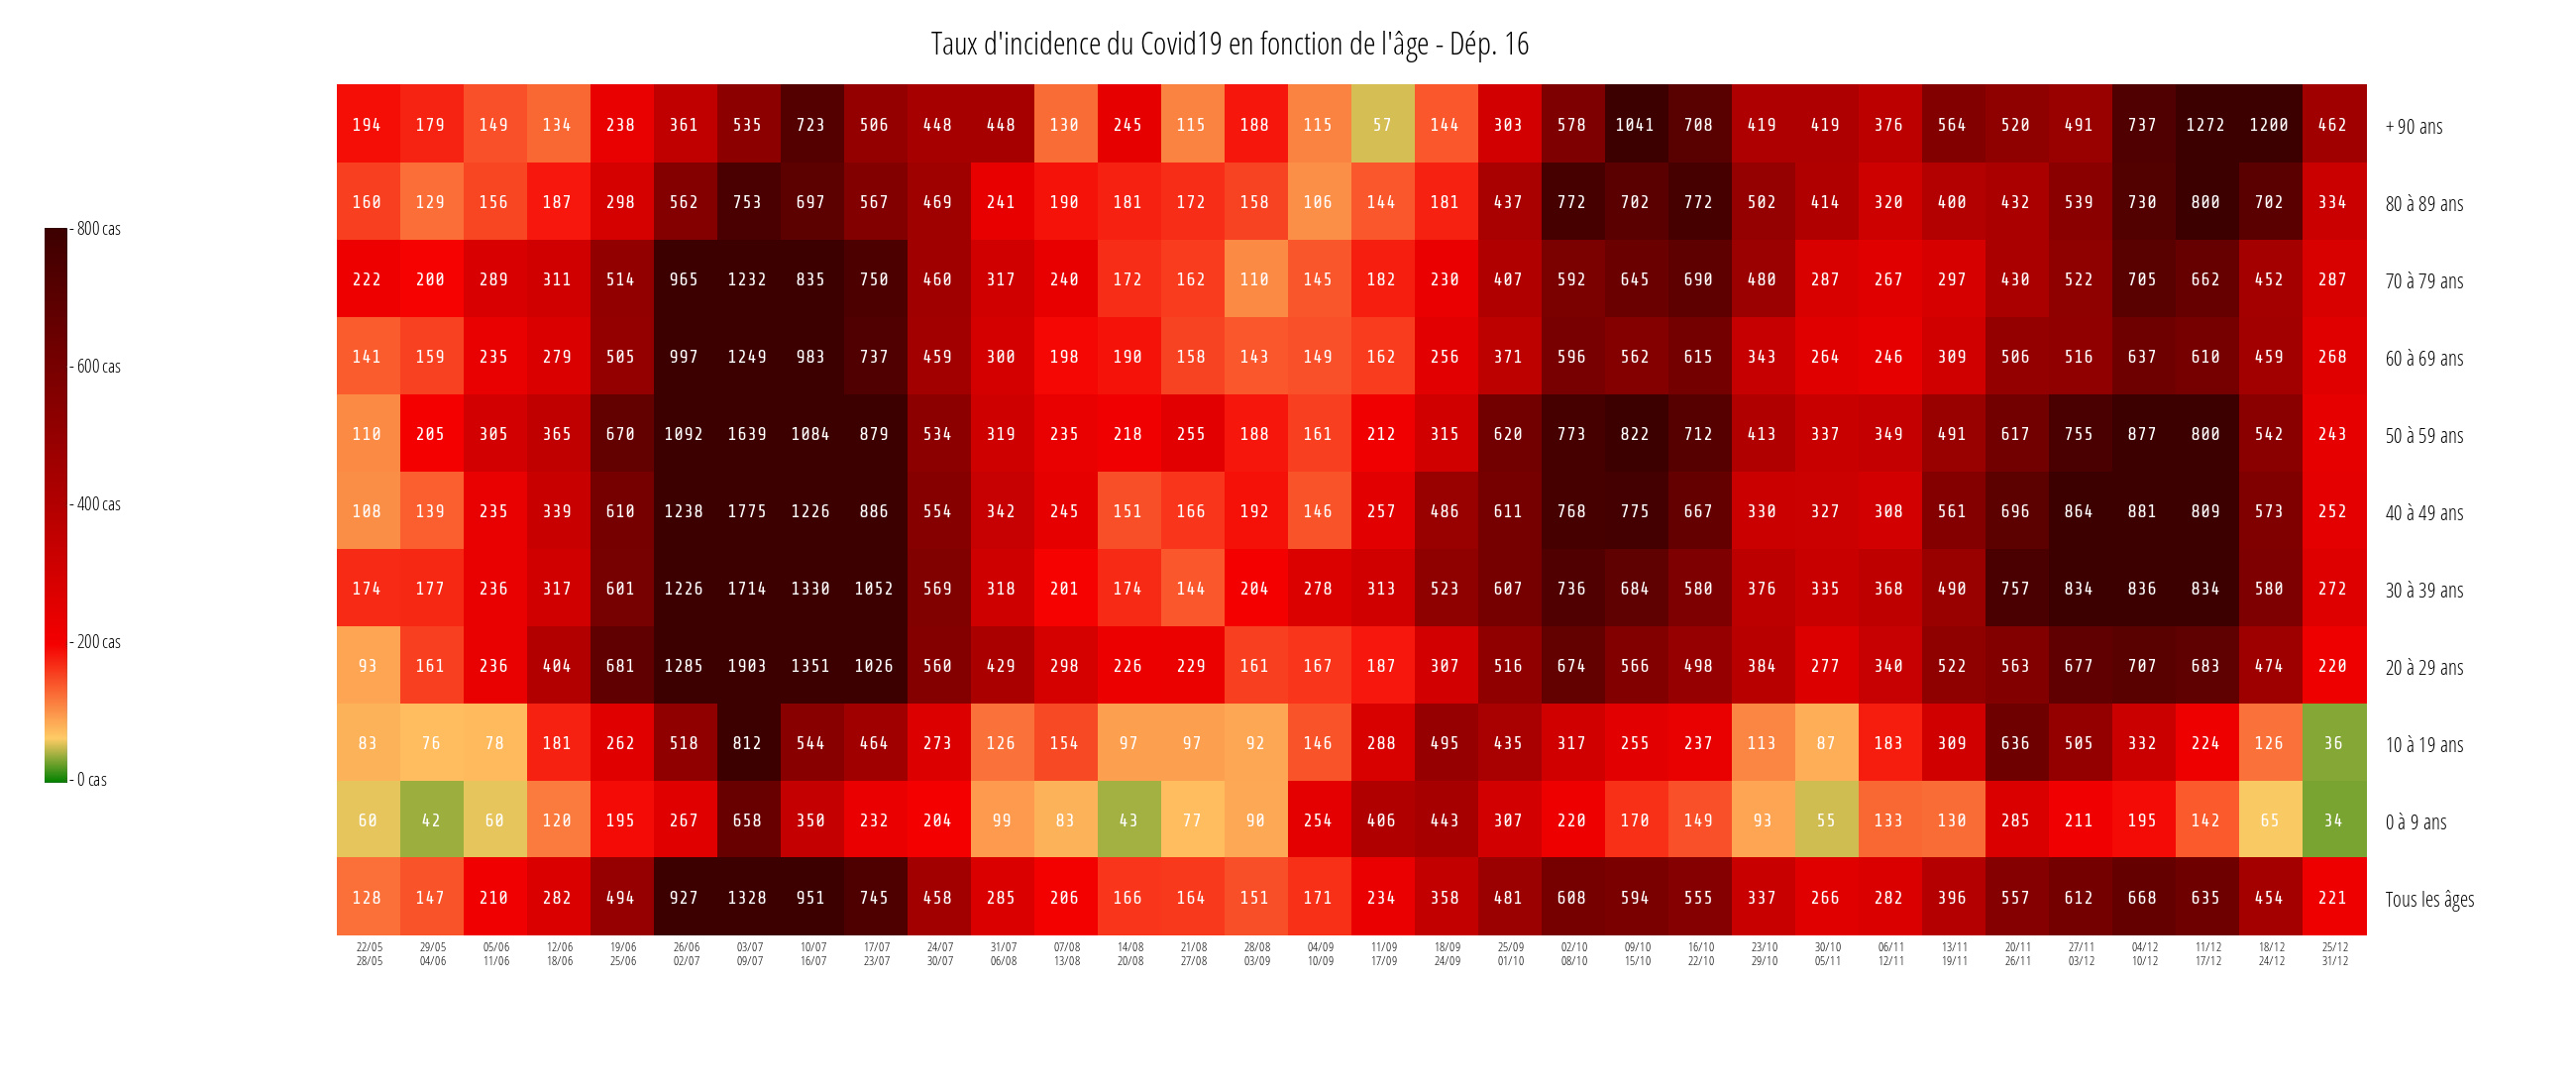 Taux d'incidence du Covid19 en fonction de l'âge - Dép. 16
194 179 149 134 238 361 535 723 506 448 448 130 245 115 188 115 57 144 303 578 1041 708 419 419 376 564 520 491 737 1272 1200 462 + 90 ans
160 129 156 187 298 562 753 697 567 469 241 190 181 172 158 106 144 181 437 772 702 772 502 414 320 400 432 539 730 800 702 334 80 à 89 ans
- 800 cas
222 200 289 311 514 965 1232 835 750 460 317 240 172 162 110 145 182 230 407 592 645 690 480 287 267 297 430 522 705 662 452 287 70 à 79 ans
141 159 235 279 505 997 1249 983 737 459 300 198 190 158 143 149 162 256 371 596 562 615 343 264 246 309 506 516 637 610 459 268 60 à 69 ans
- 600 cas
110 205 305 365 670 1092 1639 1084 879 534 319 235 218 255 188 161 212 315 620 773 822 712 413 337 349 491 617 755 877 800 542 243 50 à 59 ans
- 400 cas
108 139 235 339 610 1238 1775 1226 886 554 342 245 151 166 192 146 257 486 611 768 775 667 330 327 308 561 696 864 881 809 573 252 40 à 49 ans
174 177 236 317 601 1226 1714 1330 1052 569 318 201 174 144 204 278 313 523 607 736 684 580 376 335 368 490 757 834 836 834 580 272 30 à 39 ans
- 200 cas
93 161 236 404 681 1285 1903 1351 1026 560 429 298 226 229 161 167 187 307 516 674 566 498 384 277 340 522 563 677 707 683 474 220 20 à 29 ans
83 76 78 181 262 518 812 544 464 273 126 154 97 97 92 146 288 495 435 317 255 237 113 87 183 309 636 505 332 224 126 36 10 à 19 ans
- 0 cas
60 42 60 120 195 267 658 350 232 204 99 83 43 77 90 254 406 443 307 220 170 149 93 55 133 130 285 211 195 142 65 34 0 à 9 ans
128 147 210 282 494 927 1328 951 745 458 285 206 166 164 151 171 234 358 481 608 594 555 337 266 282 396 557 612 668 635 454 221 Tous les âges
22/05 29/05 05/06 12/06 19/06 26/06 03/07 10/07 17/07 24/07 31/07 07/08 14/08 21/08 28/08 04/09 11/09 18/09 25/09 02/10 09/10 16/10 23/10 30/10 06/11 13/11 20/11 27/11 04/12 11/12 18/12 25/12
28/05 04/06 11/06 18/06 25/06 02/07 09/07 16/07 23/07 30/07 06/08 13/08 20/08 27/08 03/09 10/09 17/09 24/09 01/10 08/10 15/10 22/10 29/10 05/11 12/11 19/11 26/11 03/12 10/12 17/12 24/12 31/12